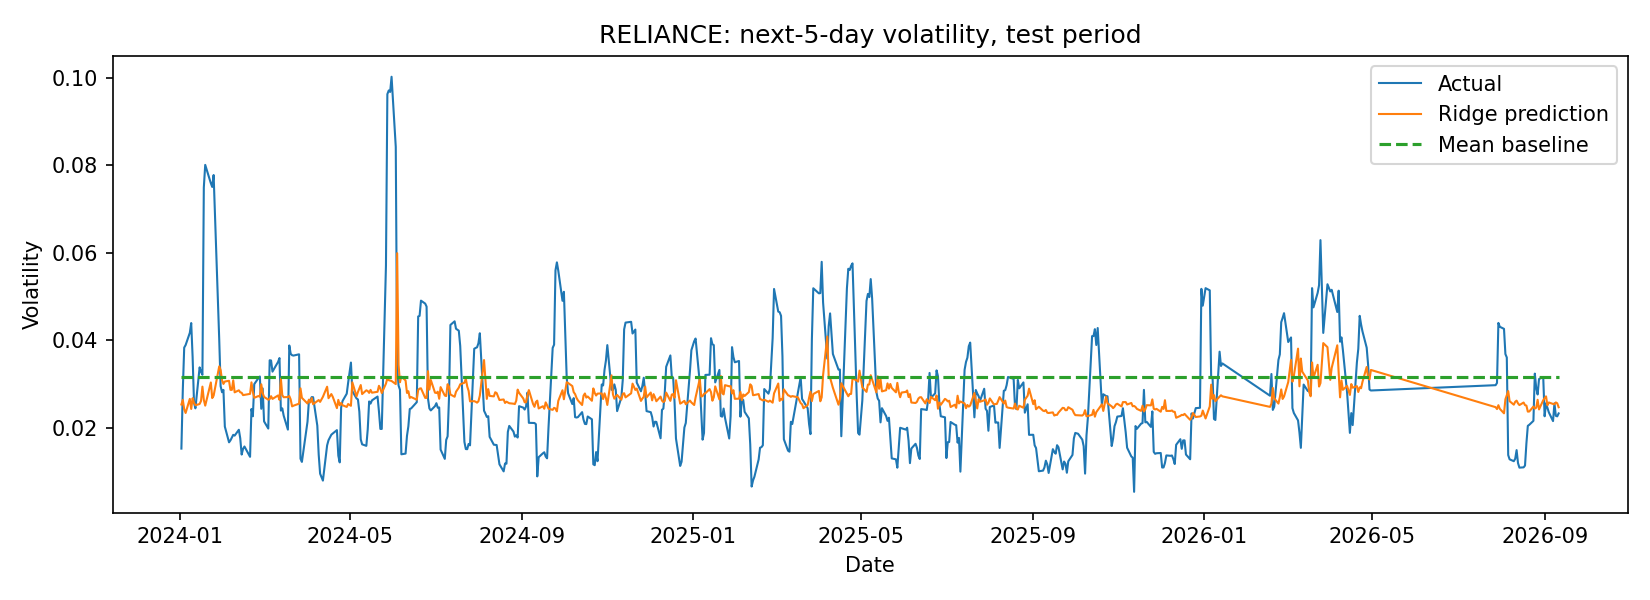 RELIANCE: next-5-day volatility, test period
Actual
Ridge prediction
Mean baseline
Volatility
0.10
0.08
0.06
0.04
0.02
2024-01 2024-05 2024-09 2025-01 2025-05 2025-09 2026-01 2026-05 2026-09
Date